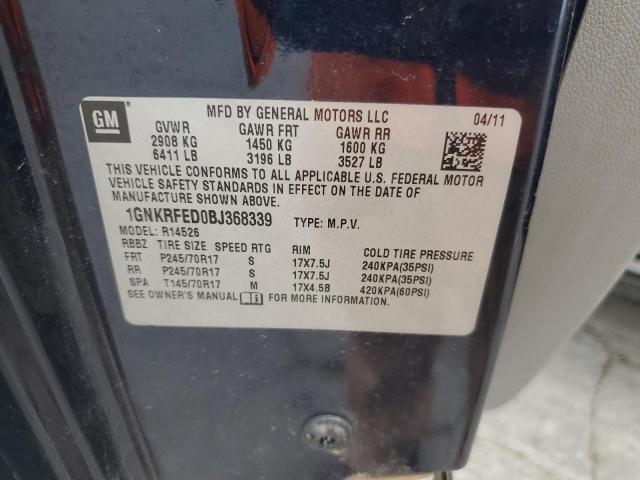 GM
MFD BY GENERAL MOTORS LLC 04/11
GVWR GAWR FRT GAWR RR
2908 KG 1450 KG 1600 KG
6411 LB 3196 LB 3527 LB
THIS VEHICLE CONFORMS TO ALL APPLICABLE U.S. FEDERAL MOTOR
VEHICLE SAFETY STANDARDS IN EFFECT ON THE DATE OF
MANUFACTURE SHOWN ABOVE.
1GNKRFED0BJ368339 TYPE: M.P.V.
MODEL: R14526
RBBZ TIRE SIZE SPEED RTG RIM COLD TIRE PRESSURE
FRT P245/70R17 S 17X7.5J 240KPA(35PSI)
RR P245/70R17 S 17X7.5J 240KPA(35PSI)
SPA T145/70R17 M 17X4.5B 420KPA(60PSI)
SEE OWNER'S MANUAL FOR MORE INFORMATION.